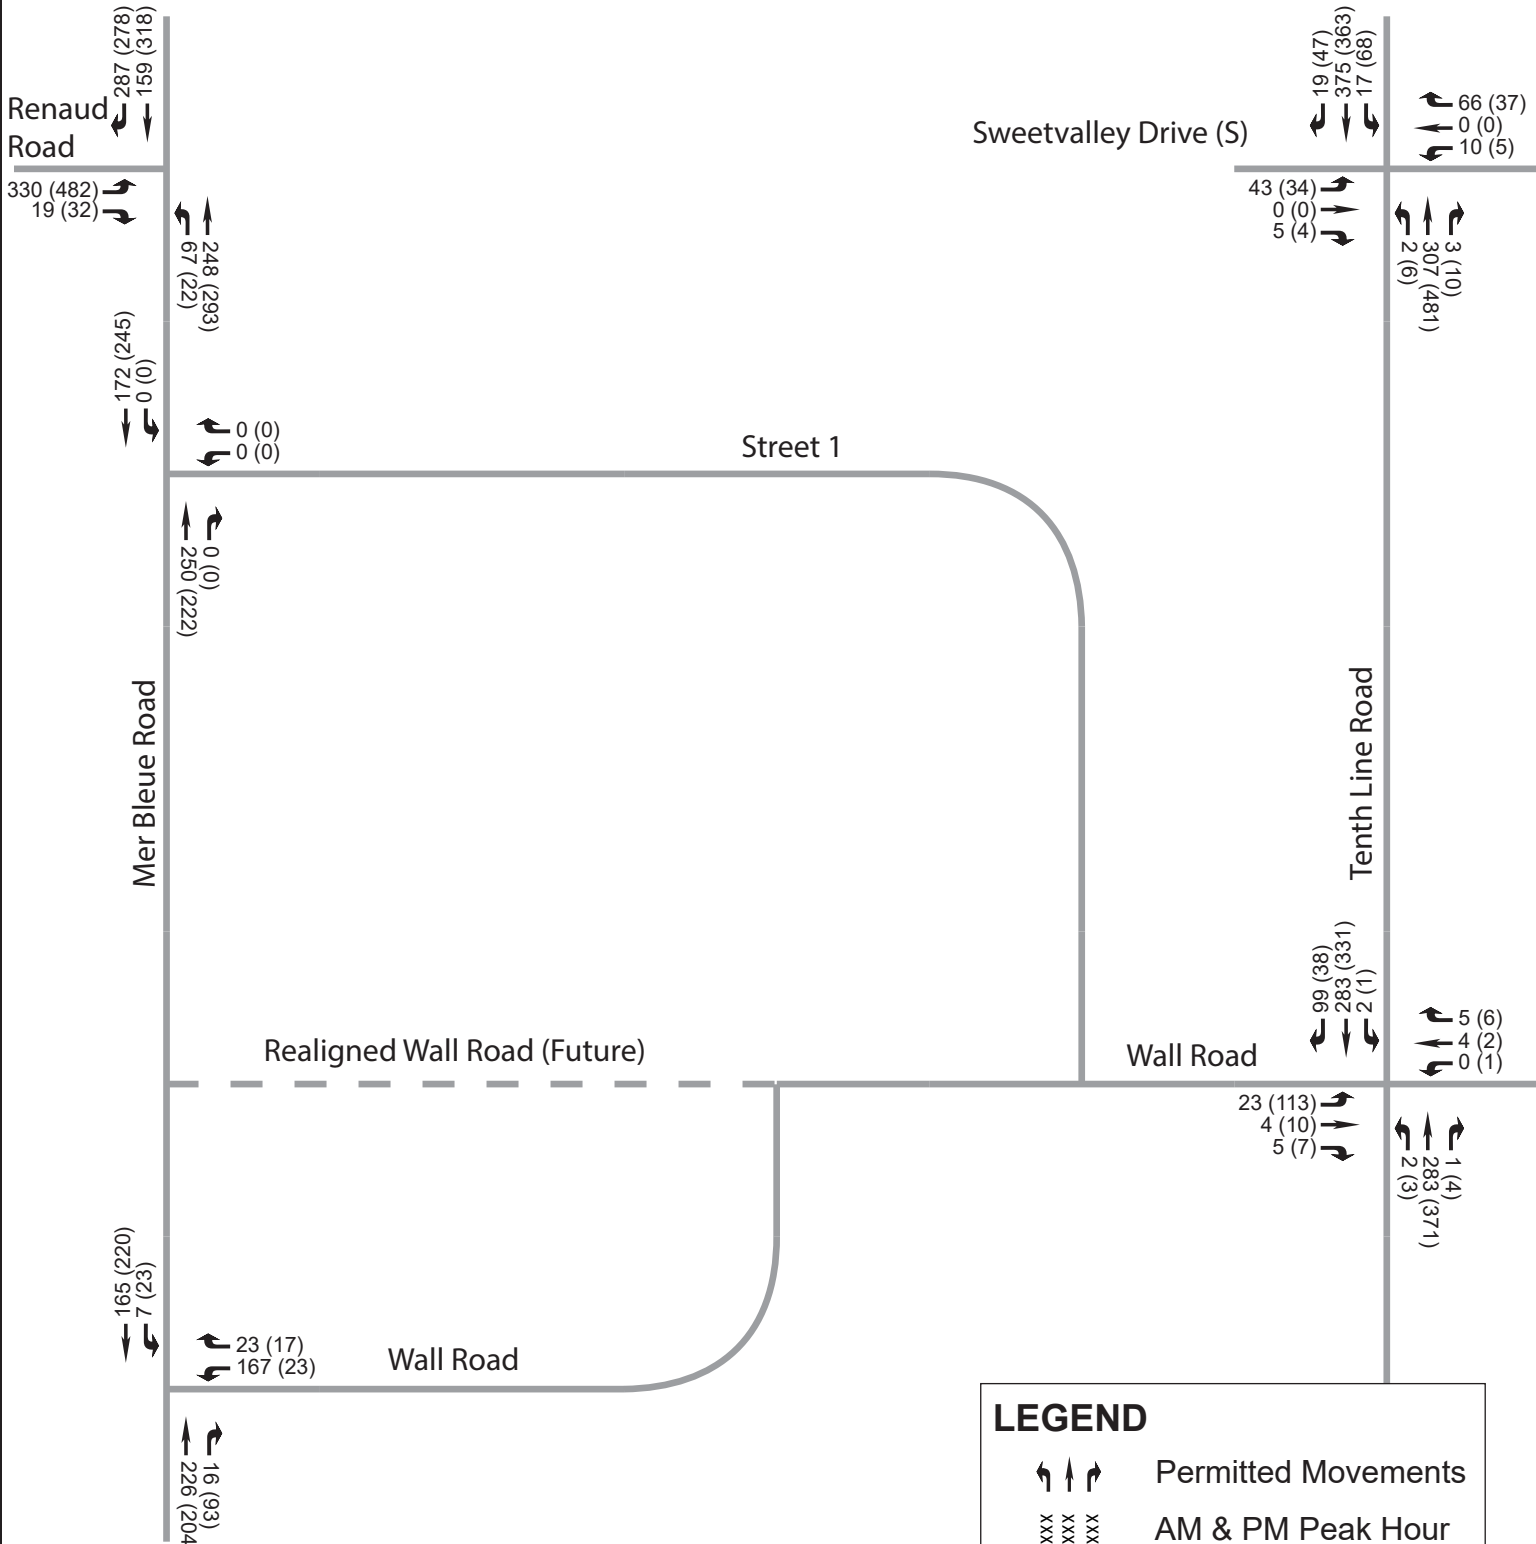 287 (278)
159 (318)
Renaud
Road
330 (482)
19 (32)
67 (22)
248 (293)
Sweetvalley Drive (S)
19 (47)
375 (363)
17 (68)
66 (37)
0 (0)
10 (5)
43 (34)
0 (0)
5 (4)
2 (6)
307 (481)
3 (10)
172 (245)
0 (0)
0 (0)
0 (0)
Street 1
250 (222)
0 (0)
Mer Bleue Road
Tenth Line Road
Realigned Wall Road (Future)
Wall Road
99 (38)
283 (331)
2 (1)
5 (6)
4 (2)
0 (1)
23 (113)
4 (10)
5 (7)
2 (3)
283 (371)
1 (4)
165 (220)
7 (23)
23 (17)
167 (23)
Wall Road
226 (204
16 (93)
LEGEND
Permitted Movements
xxx
xxx
xxx
AM & PM Peak Hour